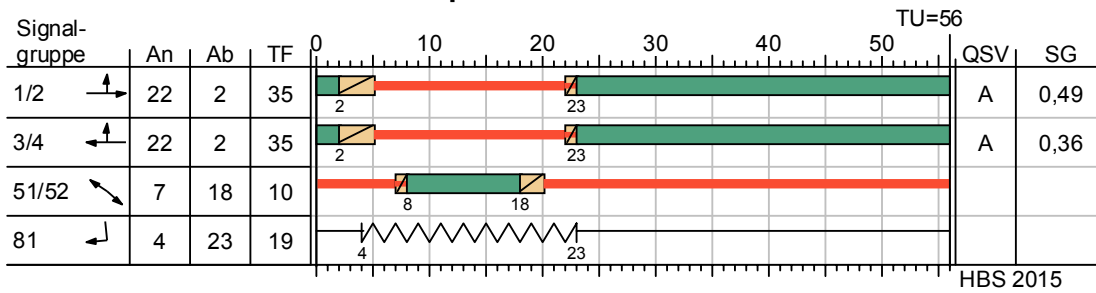 TU=56
Signal-
gruppe An Ab TF 0 10 20 30 40 50 QSV SG
1/2 22 2 35 2 23 A 0,49
3/4 22 2 35 2 23 A 0,36
51/52 7 18 10 8 18
81 4 23 19 4 23
HBS 2015